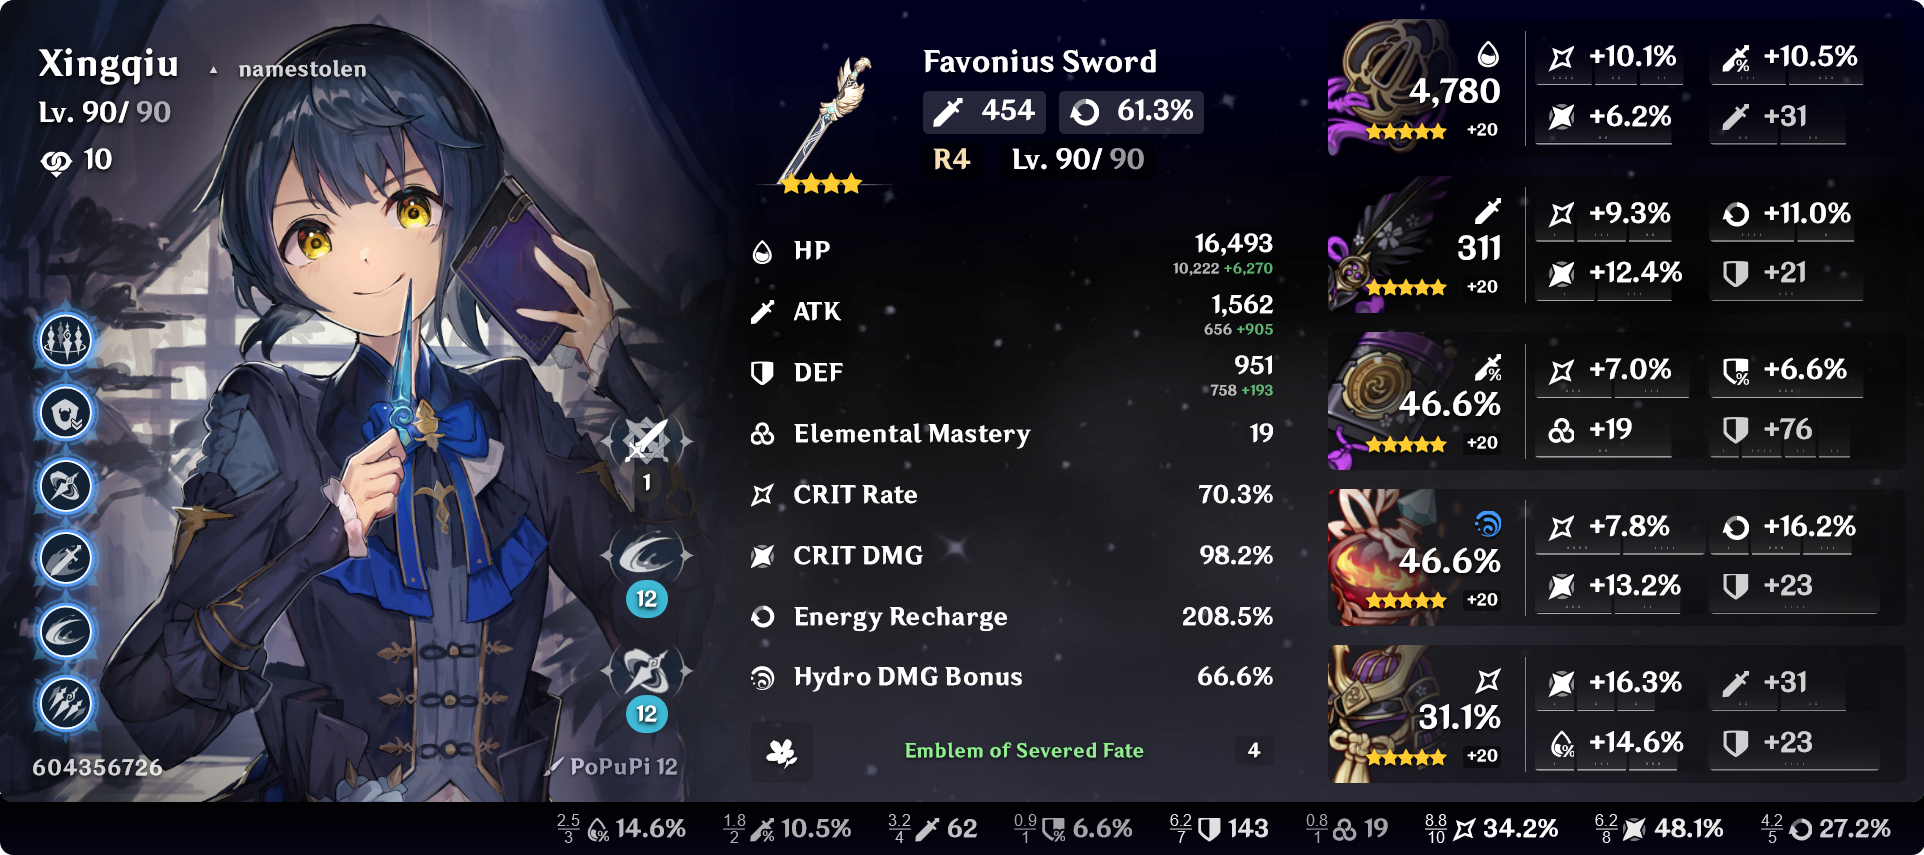 Xingqiu ▲ namestolen
Lv. 90/ 90
10
1
12
12
604356726
PoPuPi 12
Favonius Sword
454 61.3%
R4 Lv. 90/ 90
HP 16,493
10,222 +6,270
ATK 1,562
656 +905
DEF 951
758 +193
Elemental Mastery 19
CRIT Rate 70.3%
CRIT DMG 98.2%
Energy Recharge 208.5%
Hydro DMG Bonus 66.6%
Emblem of Severed Fate 4
4,780
+20
+10.1% +10.5%
+6.2% +31
311
+20
+9.3% +11.0%
+12.4% +21
46.6%
+20
+7.0% +6.6%
+19 +76
46.6%
+20
+7.8% +16.2%
+13.2% +23
31.1%
+20
+16.3% +31
+14.6% +23
2.5/3 14.6% 1.8/2 10.5% 3.2/4 62 0.9/1 6.6% 6.2/7 143 0.8/1 19 8.8/10 34.2% 6.2/8 48.1% 4.2/5 27.2%